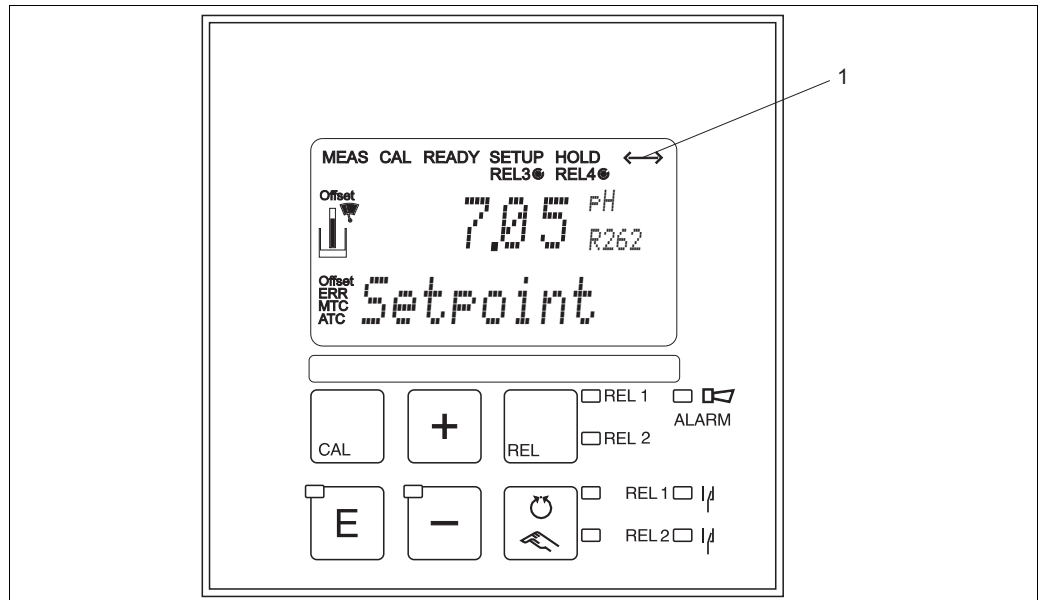 1
MEAS CAL READY SETUP HOLD
REL3 REL4
Offset
7.05 pH
R262
Offset
ERR
MTC
ATC
Setpoint
CAL
+
REL
REL 1
REL 2
ALARM
E
−
REL 1
REL 2